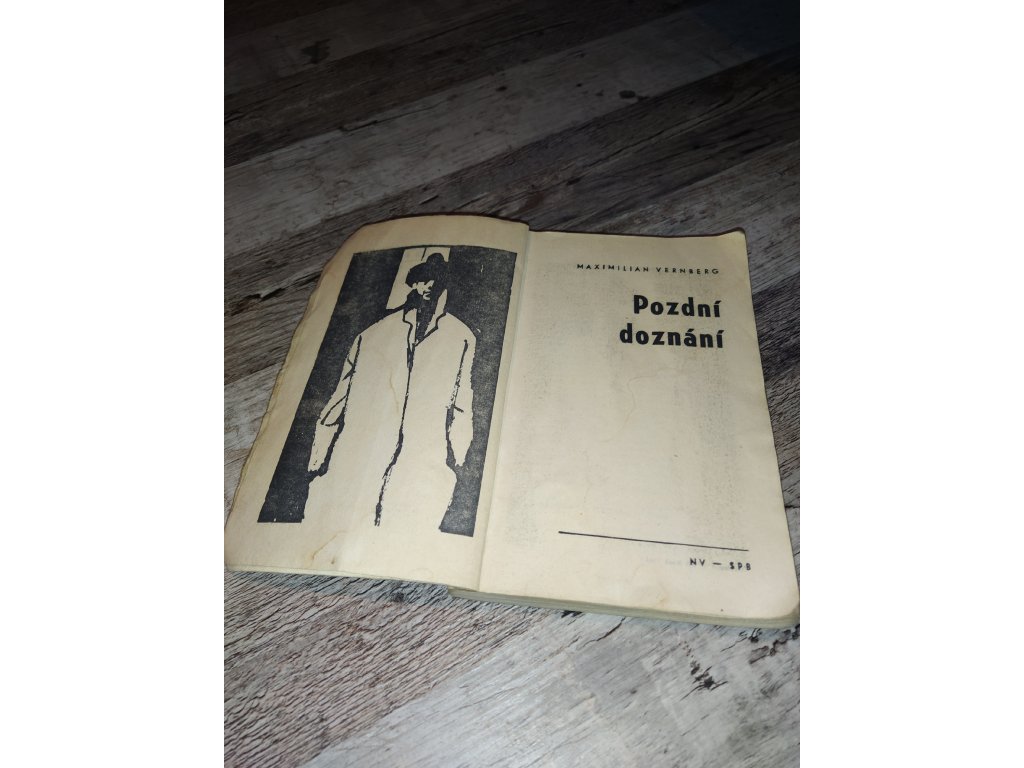 MAXIMILIAN VERNBERG
Pozdní
doznání
NV — SPB